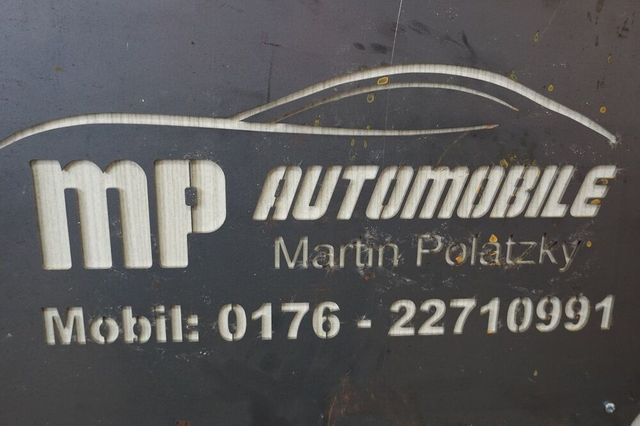 MP AUTOMOBILE
Martin Polatzky
Mobil: 0176 - 22710991